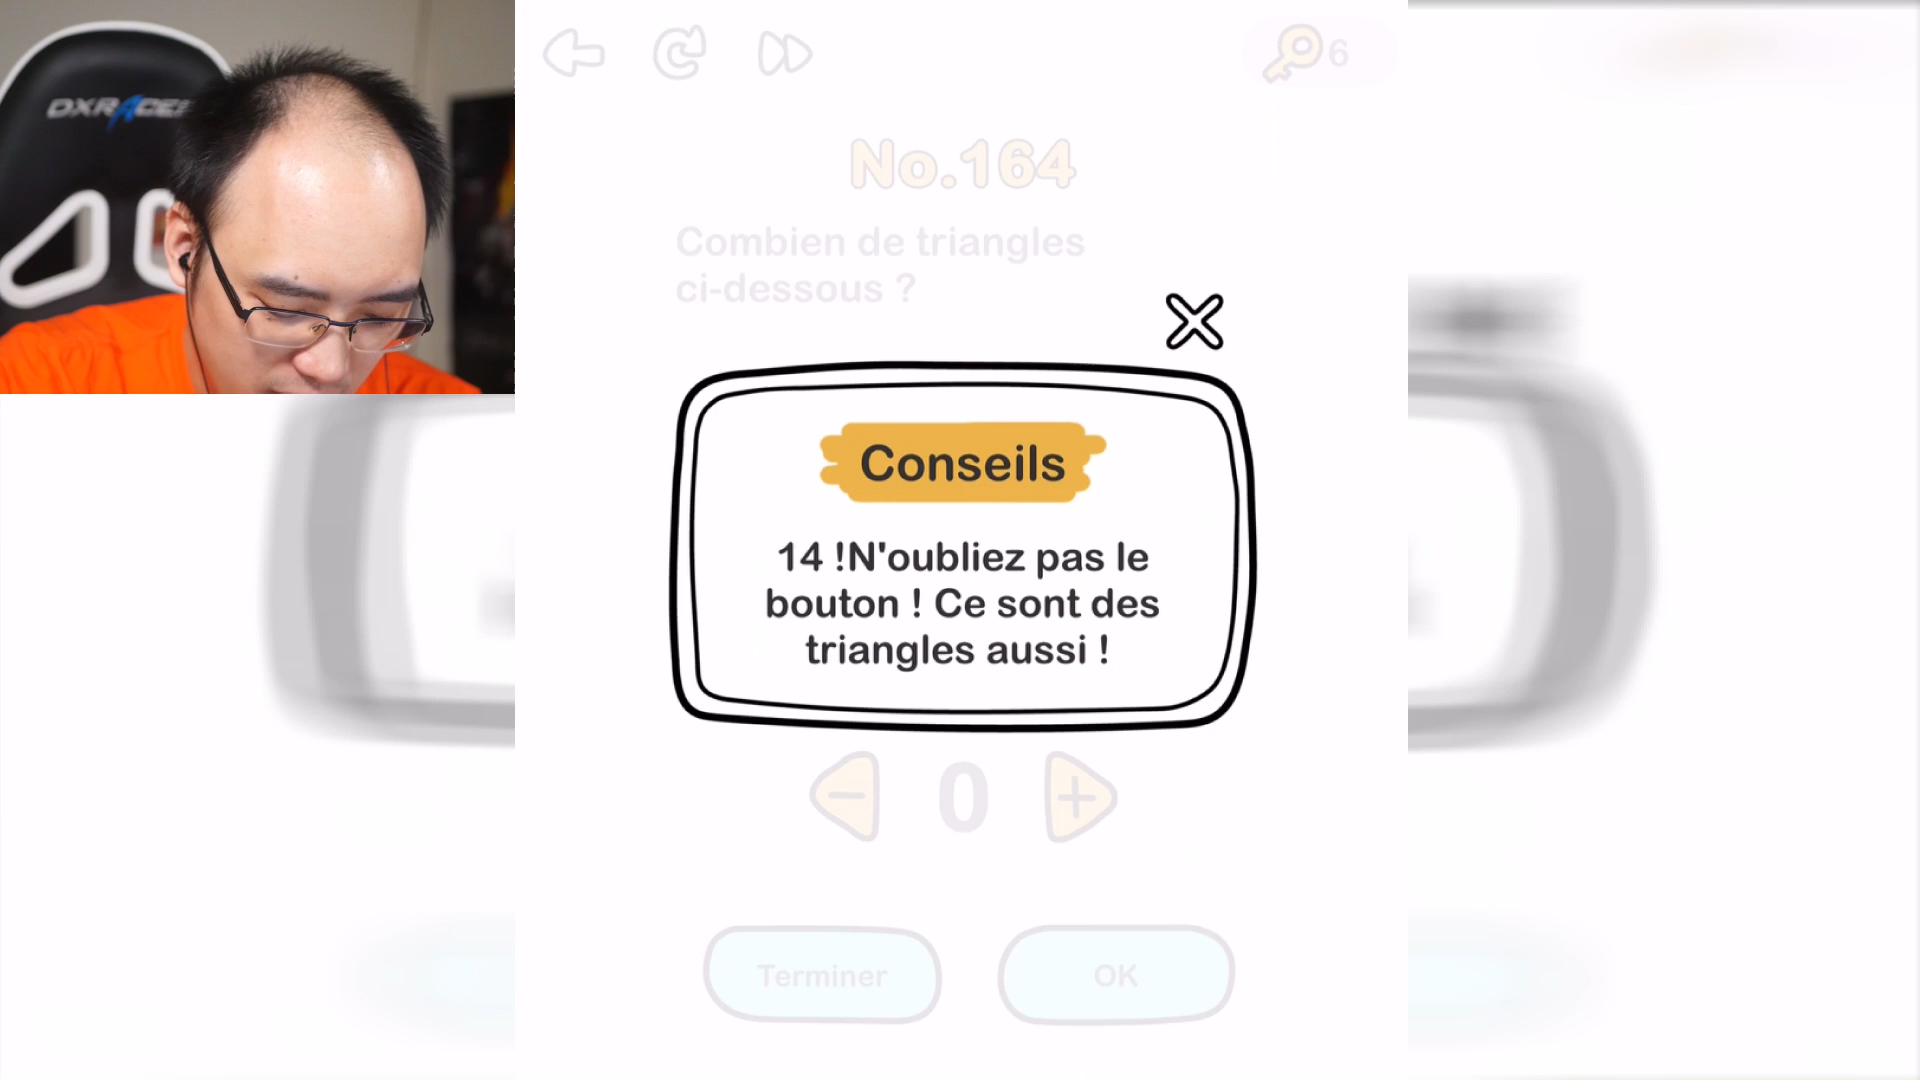 DXRACER
6
No.164
Combien de triangles
ci-dessous ?
Conseils
14 !N'oubliez pas le
bouton ! Ce sont des
triangles aussi !
0
Terminer
OK